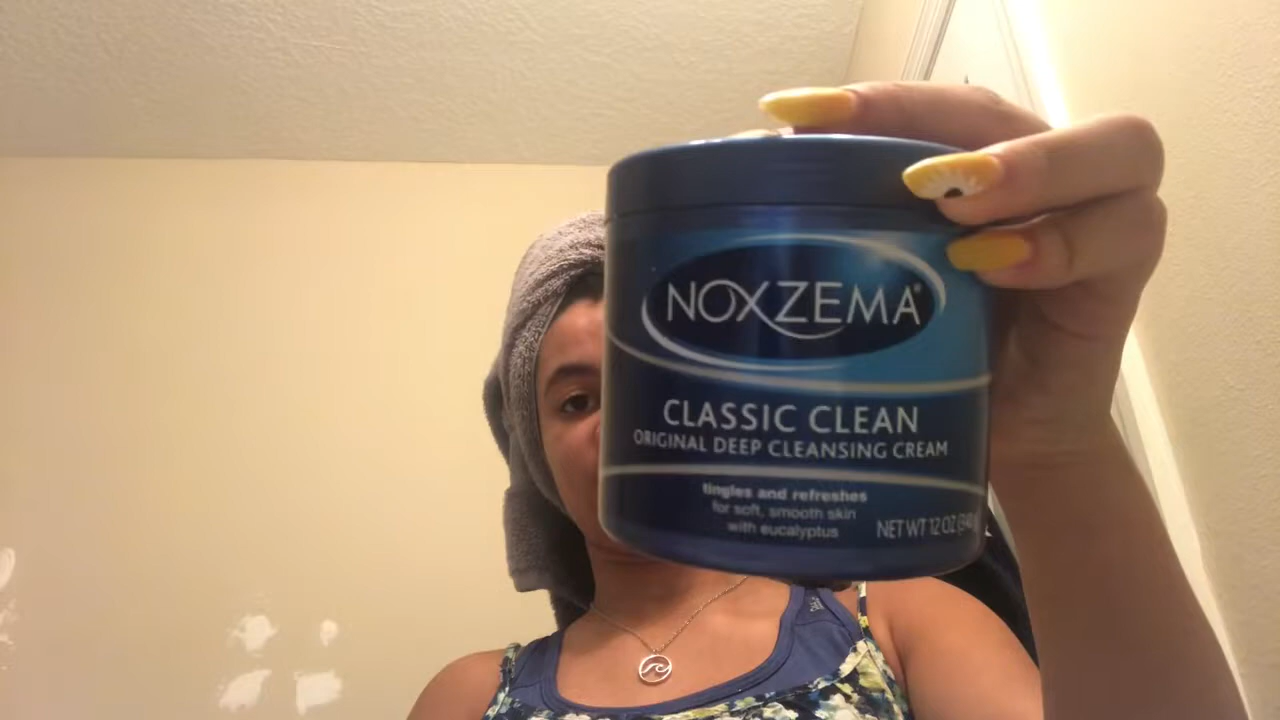 NOXZEMA®
CLASSIC CLEAN
ORIGINAL DEEP CLEANSING CREAM
tingles and refreshes
for soft, smooth skin
with eucalyptus
NET WT 12 OZ (340